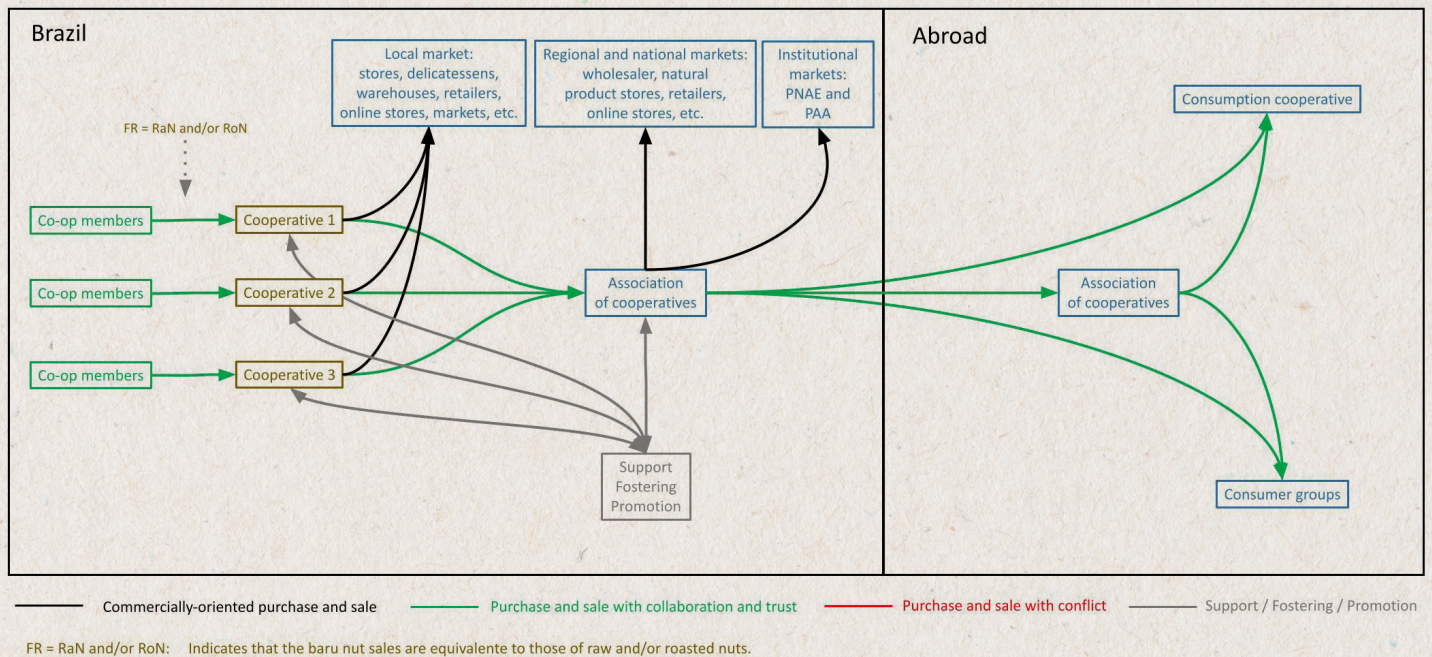 Brazil
Abroad
Local market:
stores, delicatessens,
warehouses, retailers,
online stores, markets, etc.
Regional and national markets:
wholesaler, natural
product stores, retailers,
online stores, etc.
Institutional
markets:
PNAE and
PAA
Consumption cooperative
FR = RaN and/or RoN
Co-op members
Cooperative 1
Co-op members
Cooperative 2
Association
of cooperatives
Association
of cooperatives
Co-op members
Cooperative 3
Support
Fostering
Promotion
Consumer groups
Commercially-oriented purchase and sale
Purchase and sale with collaboration and trust
Purchase and sale with conflict
Support / Fostering / Promotion
FR = RaN and/or RoN: Indicates that the baru nut sales are equivalente to those of raw and/or roasted nuts.